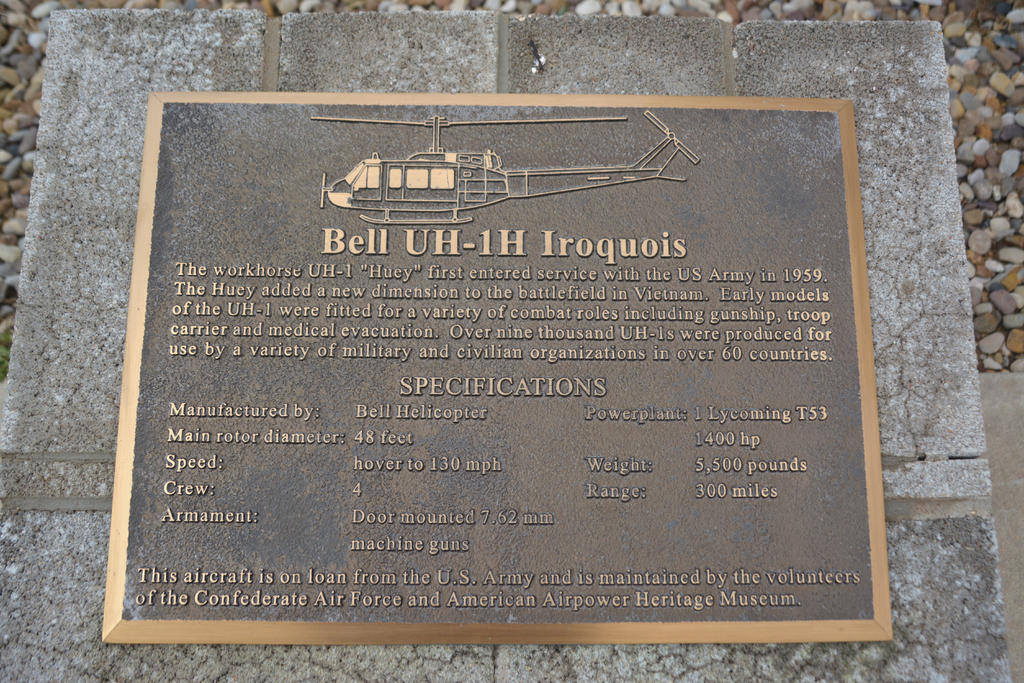 Bell UH-1H Iroquois
The workhorse UH-1 "Huey" first entered service with the US Army in 1959.
The Huey added a new dimension to the battlefield in Vietnam. Early models
of the UH-1 were fitted for a variety of combat roles including gunship, troop
carrier and medical evacuation. Over nine thousand UH-1s were produced for
use by a variety of military and civilian organizations in over 60 countries.
SPECIFICATIONS
Manufactured by: Bell Helicopter Powerplant: 1 Lycoming T53
Main rotor diameter: 48 feet 1400 hp
Speed: hover to 130 mph Weight: 5,500 pounds
Crew: 4 Range: 300 miles
Armament: Door mounted 7.62 mm
machine guns
This aircraft is on loan from the U.S. Army and is maintained by the volunteers
of the Confederate Air Force and American Airpower Heritage Museum.